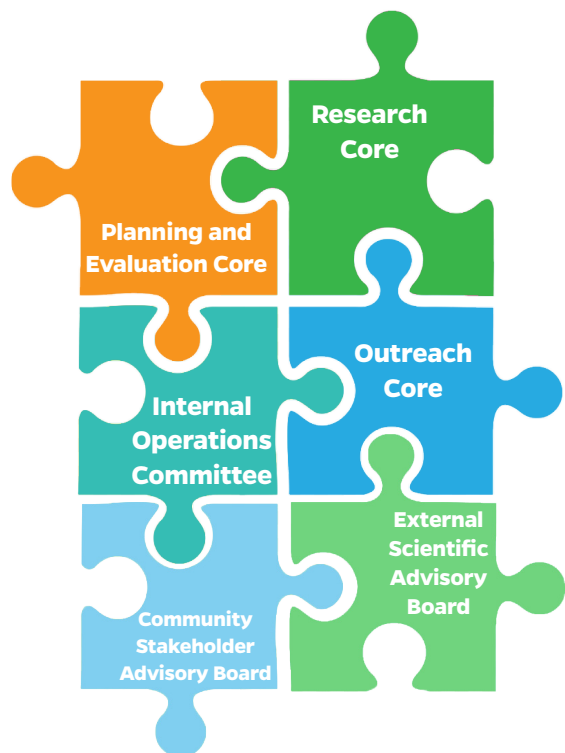 Planning and
Evaluation Core
Research
Core
Internal
Operations
Committee
Outreach
Core
Community
Stakeholder
Advisory Board
External
Scientific
Advisory
Board